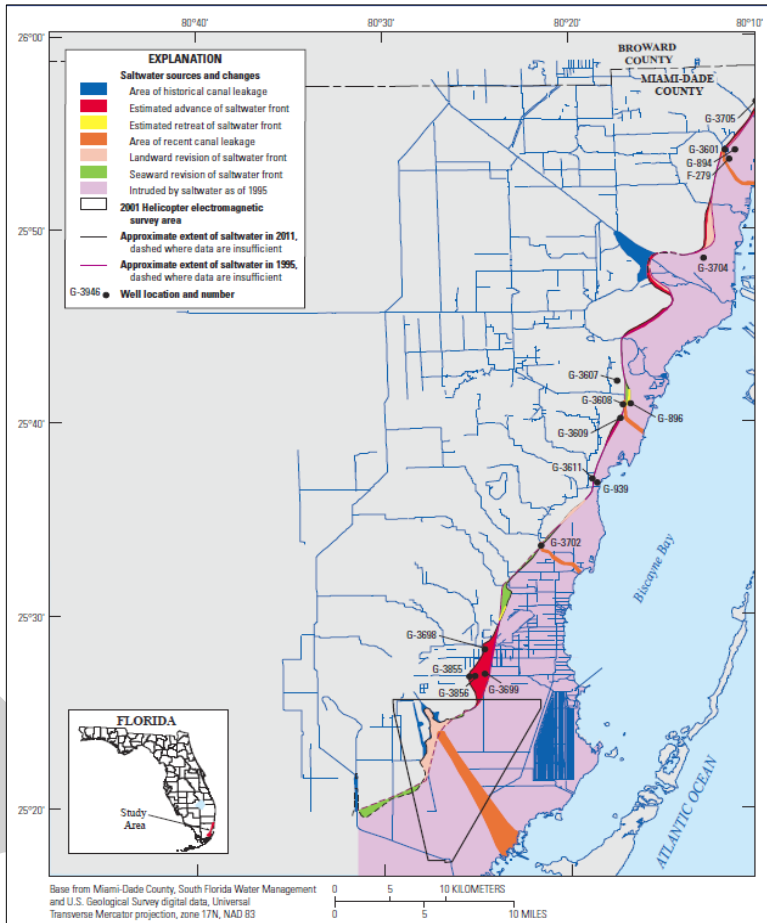 80°40'
80°30'
80°20'
80°10'
26°00'
25°50'
25°40'
25°30'
25°20'
EXPLANATION
Saltwater sources and changes
Area of historical canal leakage
Estimated advance of saltwater front
Estimated retreat of saltwater front
Area of recent canal leakage
Landward revision of saltwater front
Seaward revision of saltwater front
Intruded by saltwater as of 1995
2001 Helicopter electromagnetic
survey area
Approximate extent of saltwater in 2011,
dashed where data are insufficient
Approximate extent of saltwater in 1995,
dashed where data are insufficient
G-3946
Well location and number
BROWARD
COUNTY
MIAMI-DADE
COUNTY
G-3705
G-3601
G-894
F-279
G-3704
G-3607
G-3608
G-896
G-3609
G-3611
G-939
G-3702
Biscayne Bay
G-3698
G-3855
G-3856
G-3699
ATLANTIC OCEAN
FLORIDA
Study
Area
Base from Miami-Dade County, South Florida Water Management
and U.S. Geological Survey digital data, Universal
Transverse Mercator projection, zone 17N, NAD 83
0 5 10 KILOMETERS
0 5 10 MILES